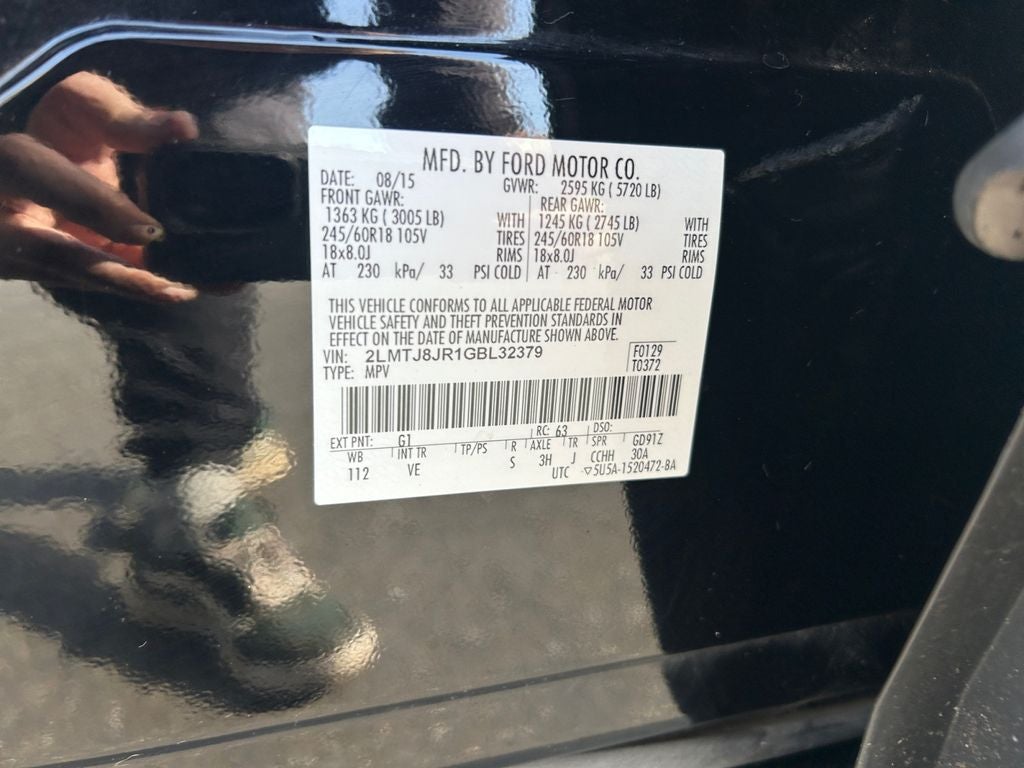 MFD. BY FORD MOTOR CO.
DATE: 08/15 GVWR: 2595 KG ( 5720 LB)
FRONT GAWR: REAR GAWR:
1363 KG ( 3005 LB) WITH 1245 KG ( 2745 LB) WITH
245/60R18 105V TIRES 245/60R18 105V TIRES
18x8.0J RIMS 18x8.0J RIMS
AT 230 kPa/ 33 PSI COLD AT 230 kPa/ 33 PSI COLD
THIS VEHICLE CONFORMS TO ALL APPLICABLE FEDERAL MOTOR
VEHICLE SAFETY AND THEFT PREVENTION STANDARDS IN
EFFECT ON THE DATE OF MANUFACTURE SHOWN ABOVE.
VIN: 2LMTJ8JR1GBL32379 F0129
TYPE: MPV T0372
EXT PNT: G1 RC: 63 DSO:
WB INT TR TP/PS R AXLE TR SPR GD91Z
112 VE S 3H J CCHH 30A
UTC ▽5U5A-1520472-BA